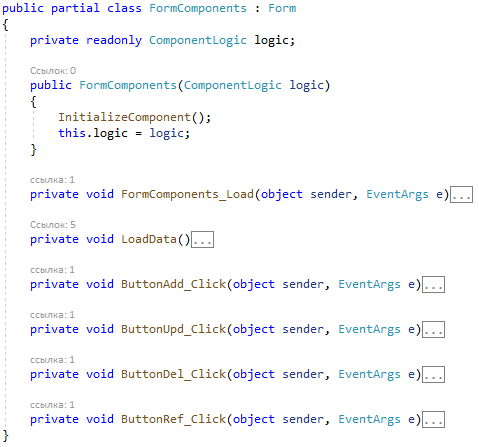 public partial class FormComponents : Form
{
private readonly ComponentLogic logic;
Ссылок: 0
public FormComponents(ComponentLogic logic)
{
InitializeComponent();
this.logic = logic;
}
ссылка: 1
private void FormComponents_Load(object sender, EventArgs e)...
Ссылок: 5
private void LoadData()...
ссылка: 1
private void ButtonAdd_Click(object sender, EventArgs e)...
ссылка: 1
private void ButtonUpd_Click(object sender, EventArgs e)...
ссылка: 1
private void ButtonDel_Click(object sender, EventArgs e)...
ссылка: 1
private void ButtonRef_Click(object sender, EventArgs e)...
}